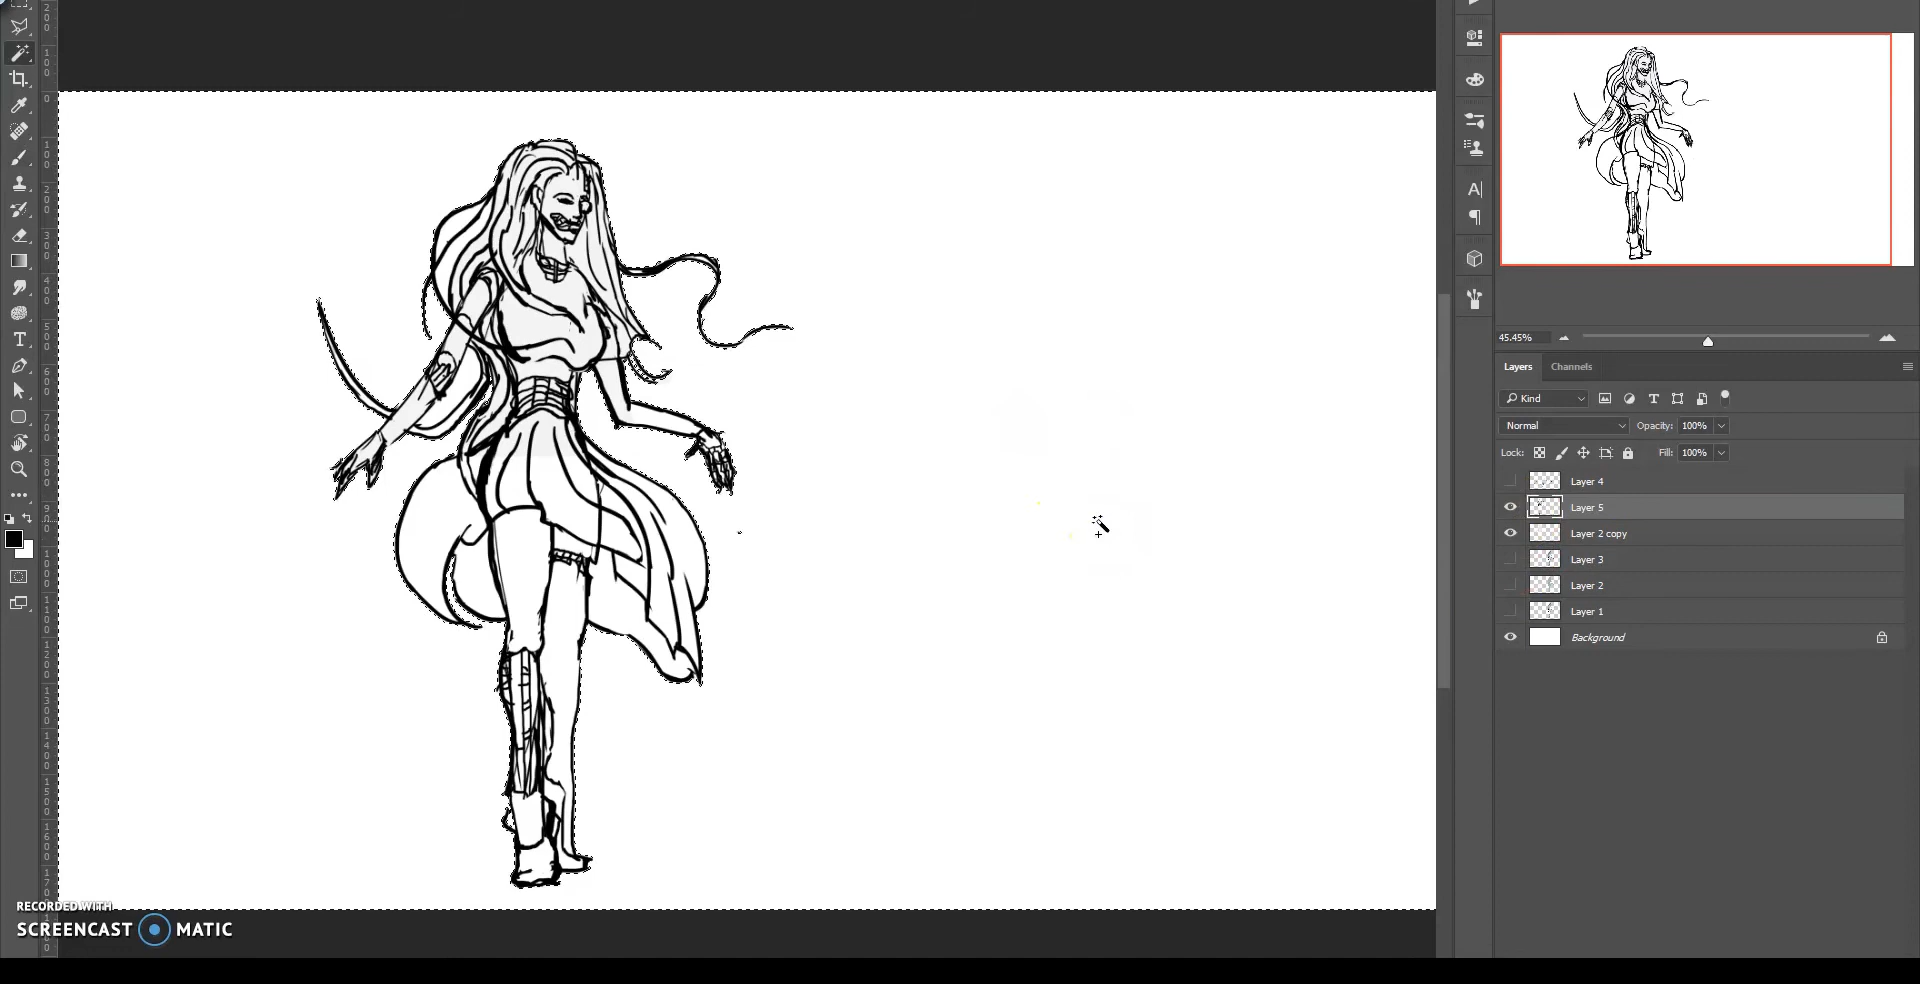 45.45%
Layers Channels
Kind
Normal Opacity: 100%
Lock: Fill: 100%
Layer 4
Layer 5
Layer 2 copy
Layer 3
Layer 2
Layer 1
Background
RECORDED WITH
SCREENCAST MATIC